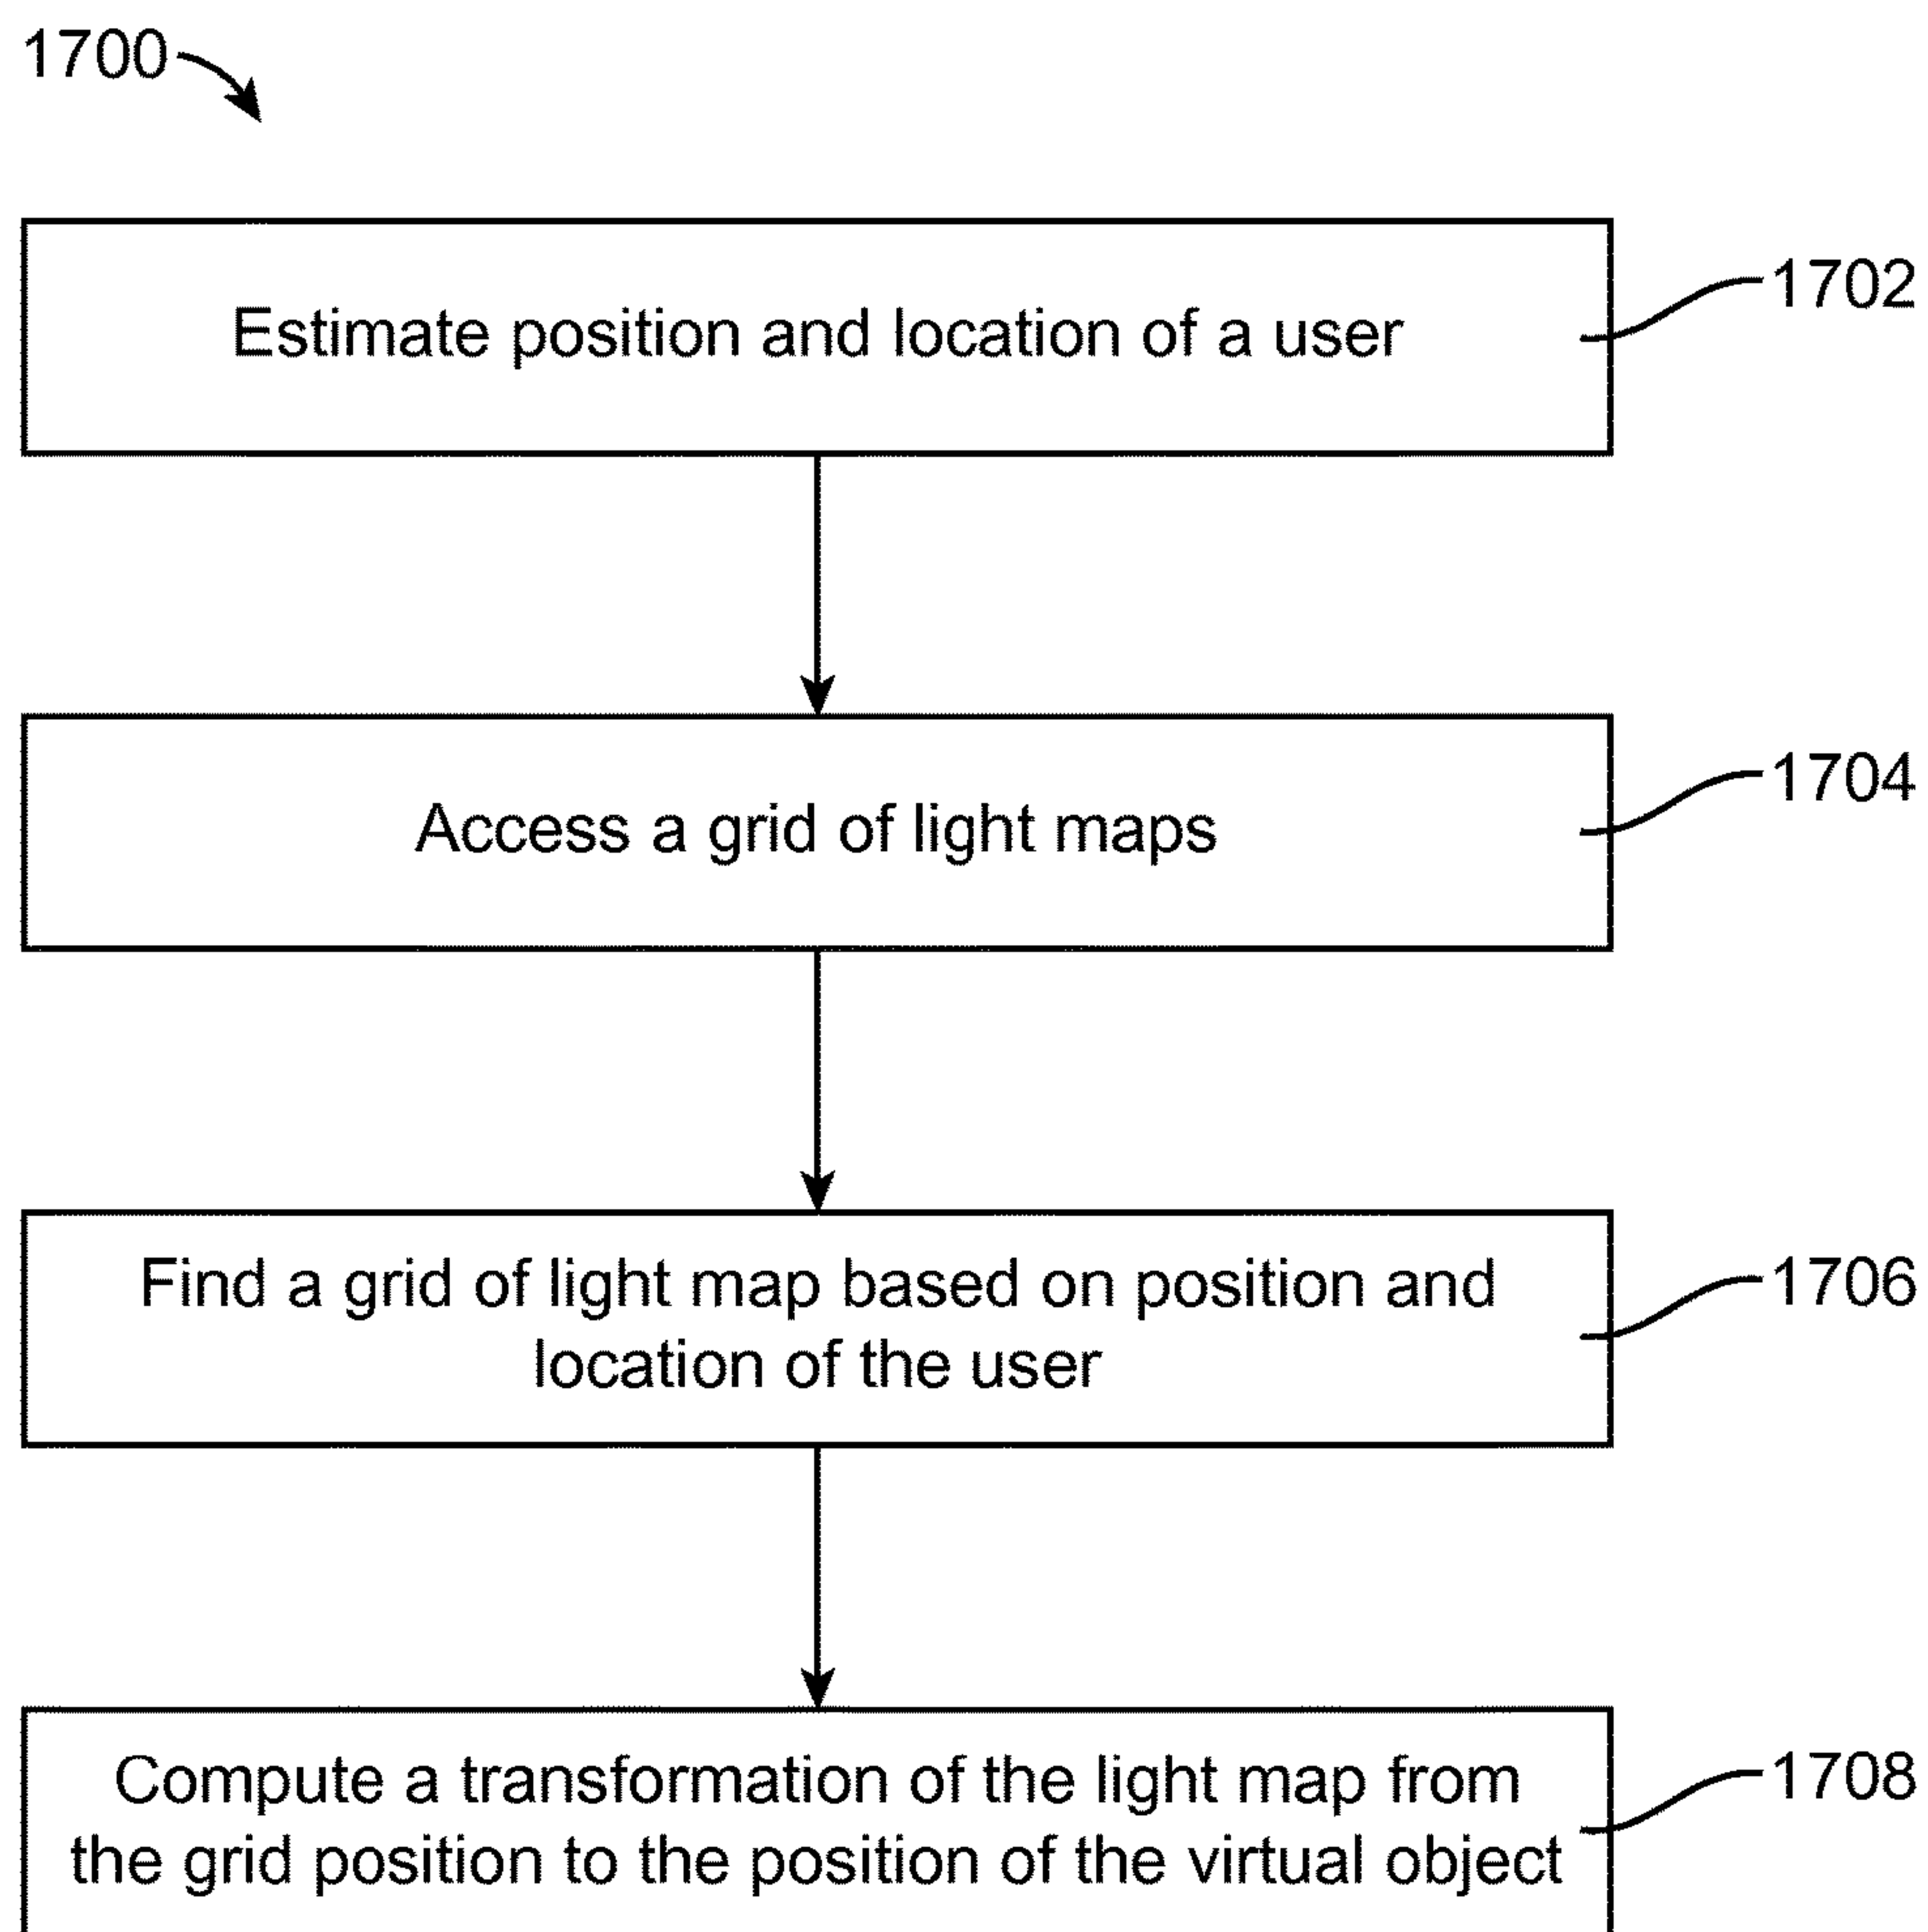 1700
Estimate position and location of a user
1702
Access a grid of light maps
1704
Find a grid of light map based on position and
location of the user
1706
Compute a transformation of the light map from
the grid position to the position of the virtual object
1708